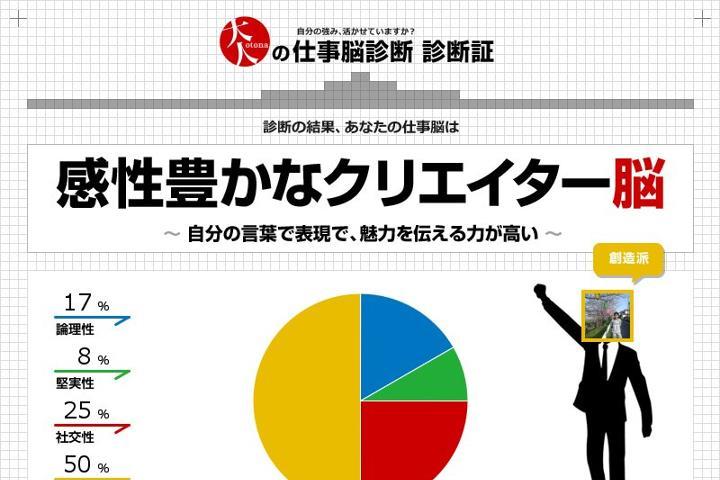 自分の強み、活かせていますか?
大人
otona
の仕事脳診断 診断証
診断の結果、あなたの仕事脳は
感性豊かなクリエイター脳
～ 自分の言葉で表現で、魅力を伝える力が高い ～
創造派
17 %
論理性
8 %
堅実性
25 %
社交性
50 %